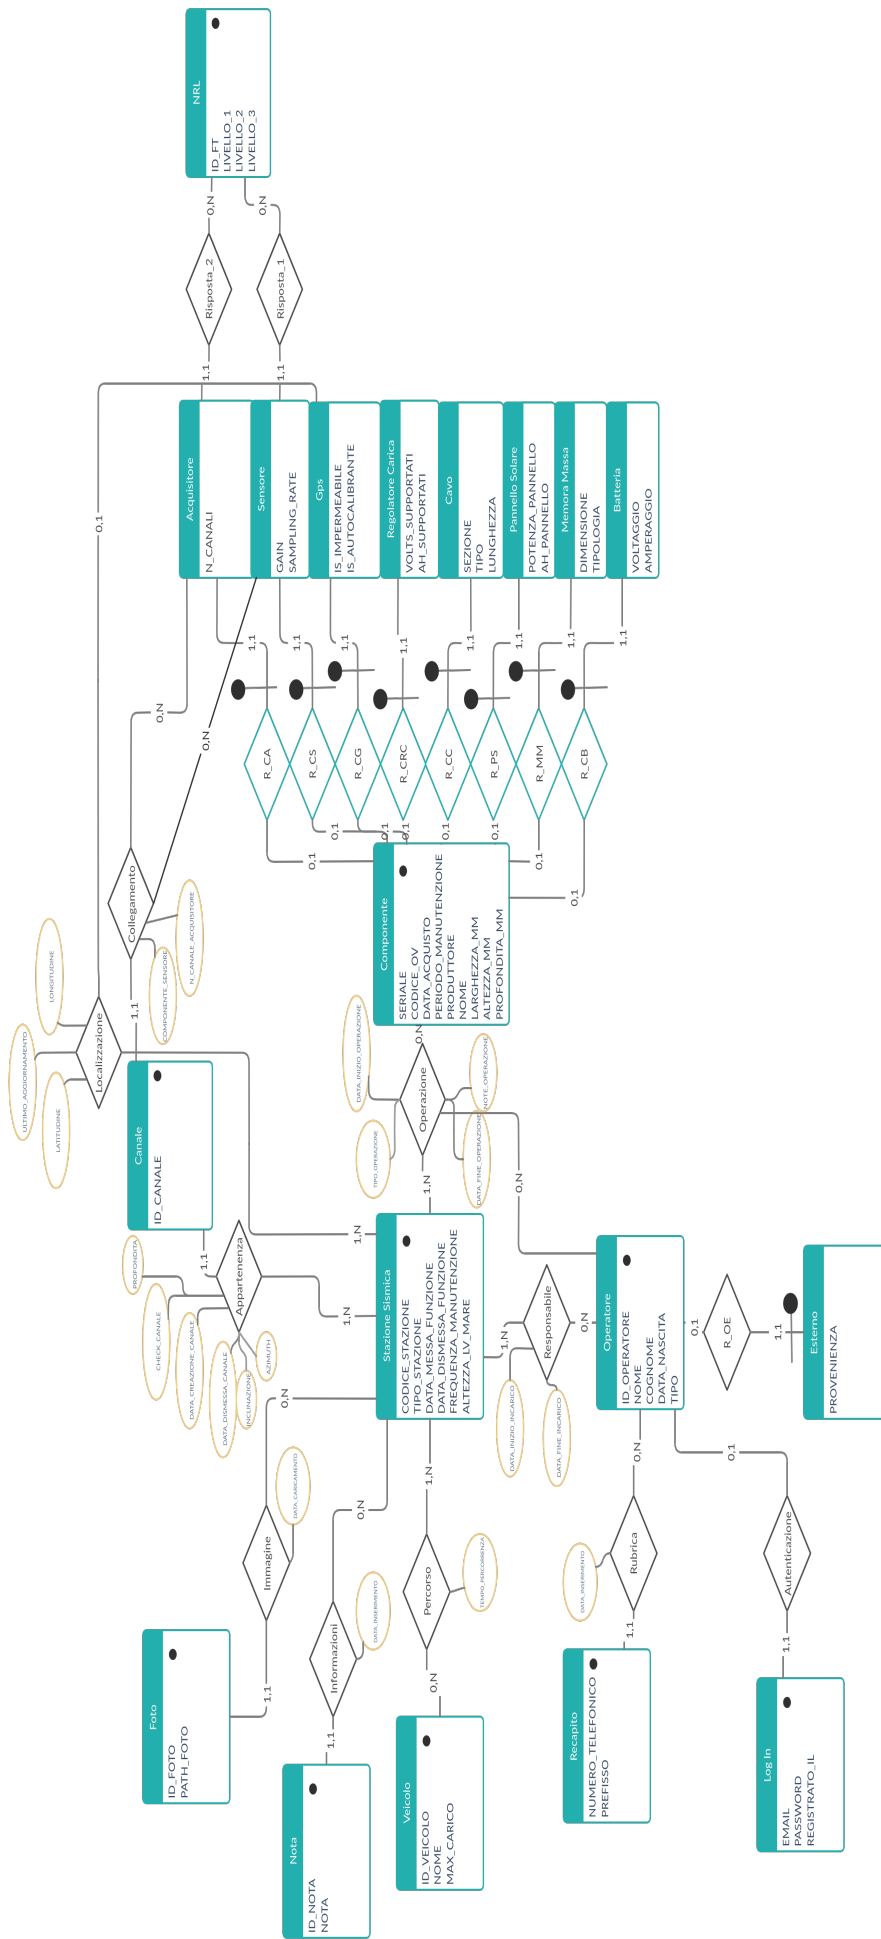 NRL
ID_FT
LIVELLO_1
LIVELLO_2
LIVELLO_3
0,N
0,N
Risposta_2
Risposta_1
1,1
1,1
0,1
Acquisitore
N_CANALI
Sensore
GAIN
SAMPLING_RATE
Gps
IS_IMPERMEABILE
IS_AUTOCALIBRANTE
Regolatore Carica
VOLTS_SUPPORTATI
AH_SUPPORTATI
Cavo
SEZIONE
TIPO
LUNGHEZZA
Pannello Solare
POTENZA_PANNELLO
AH_PANNELLO
Memora Massa
DIMENSIONE
TIPOLOGIA
Batteria
VOLTAGGIO
AMPERAGGIO
1,1
1,1
1,1
1,1
1,1
1,1
1,1
1,1
0,N
0,N
R_CA
R_CS
R_CG
R_CRC
R_CC
R_PS
R_MM
R_CB
0,1
0,1
0,1
0,1
0,1
0,1
0,1
0,1
Collegamento
N_CANALE_ACQUISITORE
COMPONENTE_SENSORE
1,1
Componente
SERIALE
CODICE_OV
DATA_ACQUISTO
PERIODO_MANUTENZIONE
PRODUTTORE
NOME
LARGHEZZA_MM
ALTEZZA_MM
PROFONDITA_MM
0,N
LONGITUDINE
ULTIMO_AGGIORNAMENTO
LATITUDINE
Localizzazione
Canale
ID_CANALE
DATA_INIZIO_OPERAZIONE
TIPO_OPERAZIONE
Operazione
NOTE_OPERAZIONE
DATA_FINE_OPERAZIONE
1,N
0,N
1,1
1,N
1,N
PROFONDITA
CHECK_CANALE
DATA_CREAZIONE_CANALE
DATA_DISMESSA_CANALE
INCLINAZIONE
AZIMUTH
Appartenenza
Stazione Sismica
CODICE_STAZIONE
TIPO_STAZIONE
DATA_MESSA_FUNZIONE
DATA_DISMESSA_FUNZIONE
FREQUENZA_MANUTENZIONE
ALTEZZA_LV_MARE
1,N
Responsabile
0,N
DATA_INIZIO_INCARICO
DATA_FINE_INCARICO
Operatore
ID_OPERATORE
NOME
COGNOME
DATA_NASCITA
TIPO
0,1
R_OE
1,1
Esterno
PROVENIENZA
0,N
0,N
1,N
0,N
0,1
Immagine
DATA_CARICAMENTO
Informazioni
DATA_INSERIMENTO
Percorso
TEMPO_PERCORRENZA
Rubrica
DATA_INSERIMENTO
Autenticazione
1,1
1,1
0,N
1,1
1,1
Foto
ID_FOTO
PATH_FOTO
Nota
ID_NOTA
NOTA
Veicolo
ID_VEICOLO
NOME
MAX_CARICO
Recapito
NUMERO_TELEFONICO
PREFISSO
Log In
EMAIL
PASSWORD
REGISTRATO_IL